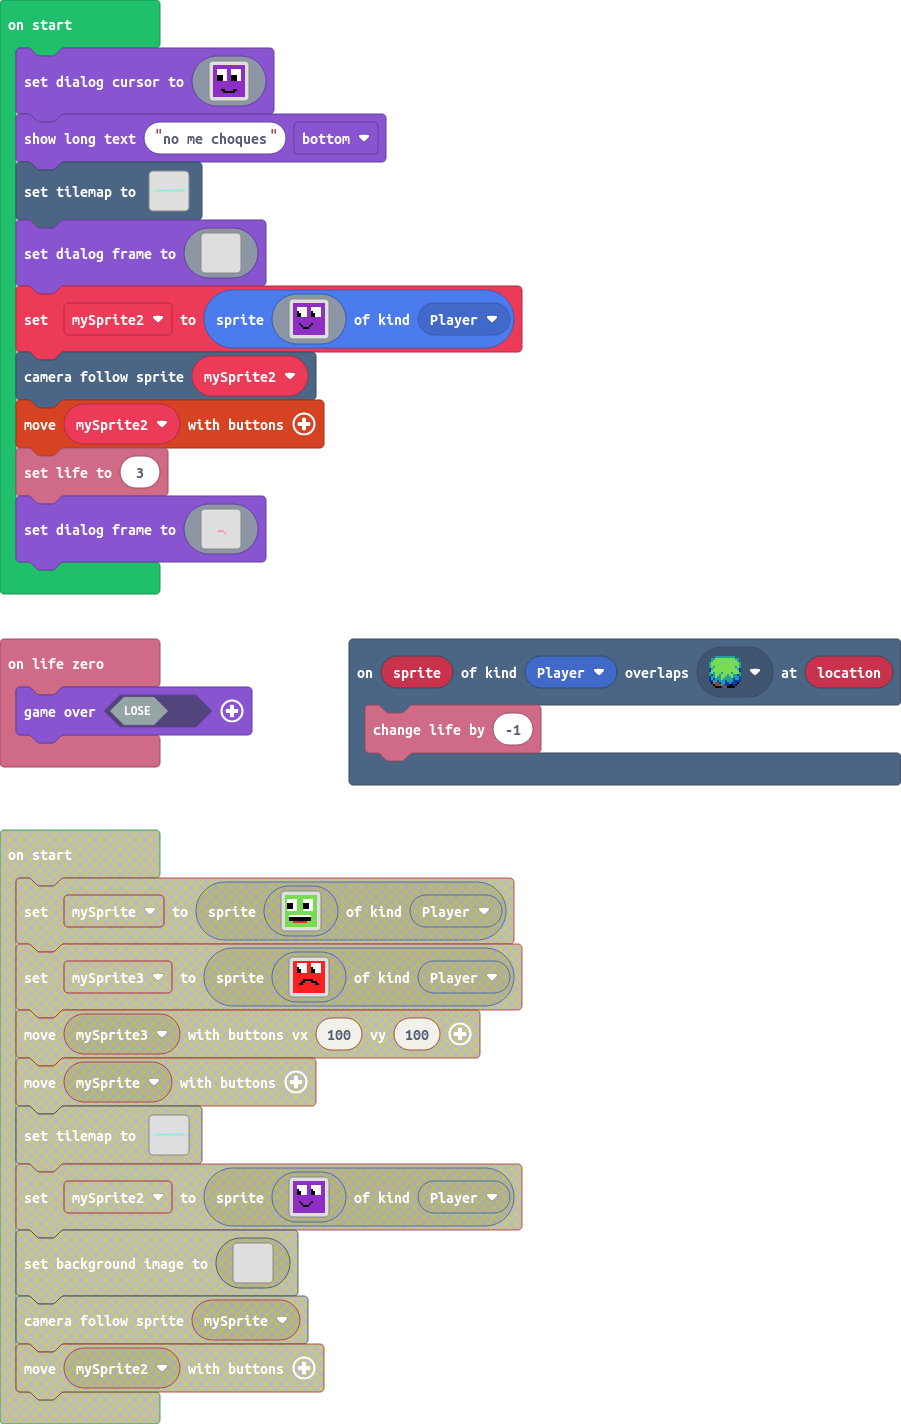 on start
set dialog cursor to
show long text "no me choques" bottom
set tilemap to
set dialog frame to
set mySprite2 to sprite of kind Player
camera follow sprite mySprite2
move mySprite2 with buttons
set life to 3
set dialog frame to
on life zero
game over LOSE
on sprite of kind Player overlaps at location
change life by -1
on start
set mySprite to sprite of kind Player
set mySprite3 to sprite of kind Player
move mySprite3 with buttons vx 100 vy 100
move mySprite with buttons
set tilemap to
set mySprite2 to sprite of kind Player
set background image to
camera follow sprite mySprite
move mySprite2 with buttons